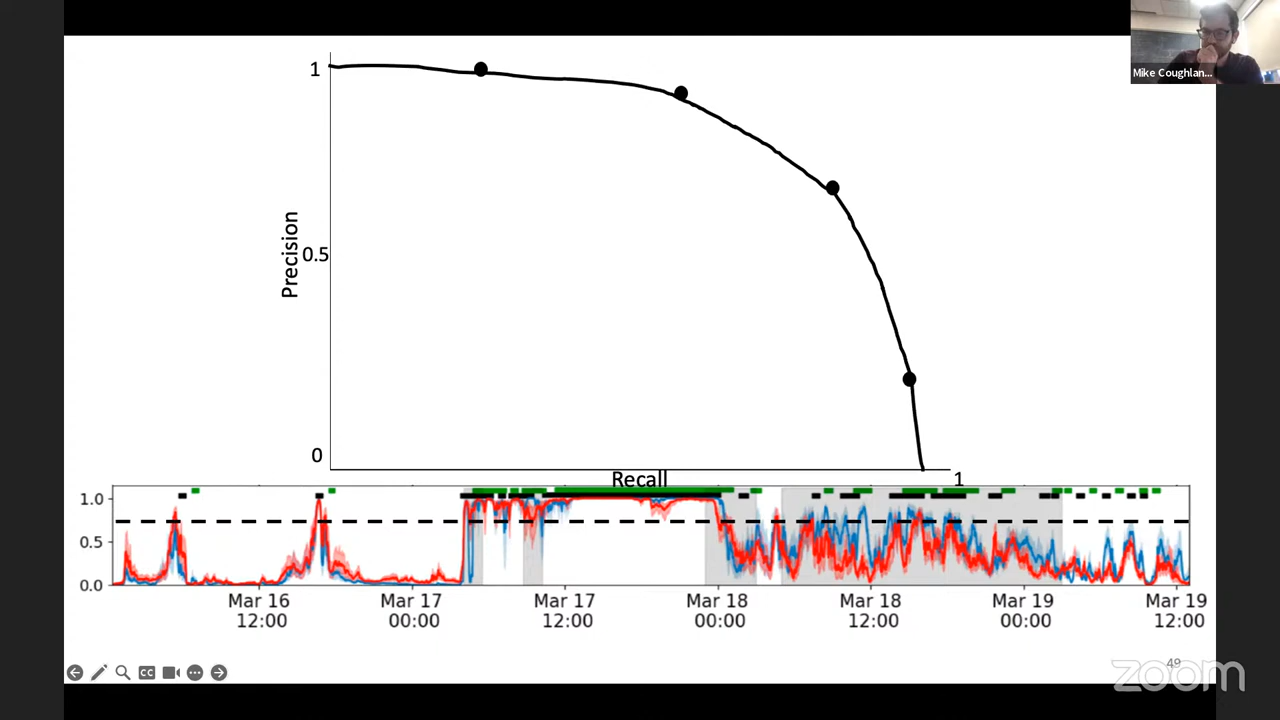 Mike Coughlan...
1
Precision
0.5
0
Recall
1
1.0
0.5
0.0
Mar 16
12:00
Mar 17
00:00
Mar 17
12:00
Mar 18
00:00
Mar 18
12:00
Mar 19
00:00
Mar 19
12:00
CC
49
zoom